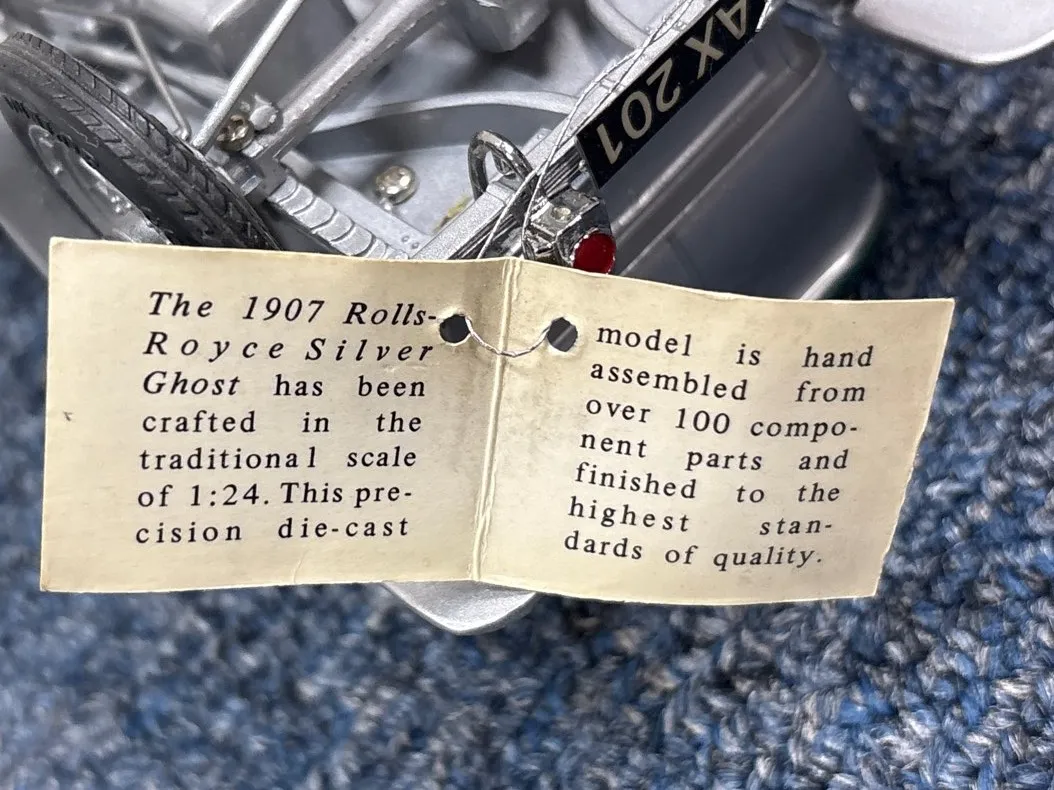 AX 201
The 1907 Rolls-
Royce Silver
Ghost has been
crafted in the
traditional scale
of 1:24. This pre-
cision die-cast
model is hand
assembled from
over 100 compo-
nent parts and
finished to the
highest stan-
dards of quality.